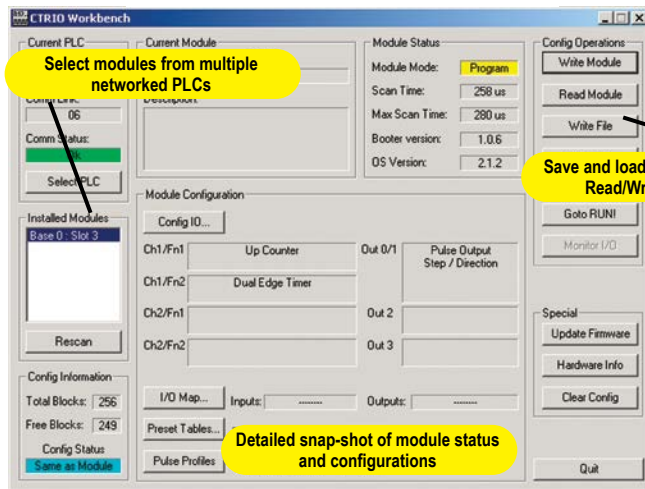 CTRIO Workbench
Current PLC
Current Module
Module Status
Config Operations
Select modules from multiple
networked PLCs
Module Mode: Program
Scan Time: 258 us
Max Scan Time: 280 us
Booter version: 1.0.6
OS Version: 2.1.2
Write Module
Read Module
Write File
Description:
06
Comm Status:
Select PLC
Save and load
Goto RUN!
Monitor I/O
Module Configuration
Config IO...
Installed Modules
Base 0 : Slot 3
Rescan
Ch1/Fn1 Up Counter
Out 0/1 Pulse Output
Step / Direction
Ch1/Fn2 Dual Edge Timer
Ch2/Fn1
Out 2
Ch2/Fn2
Out 3
Special
Update Firmware
Hardware Info
Clear Config
Config Information
Total Blocks: 256
Free Blocks: 249
Config Status
Same as Module
I/O Map...
Inputs: --------
Outputs: --------
Preset Tables...
Pulse Profiles
Detailed snap-shot of module status
and configurations
Quit